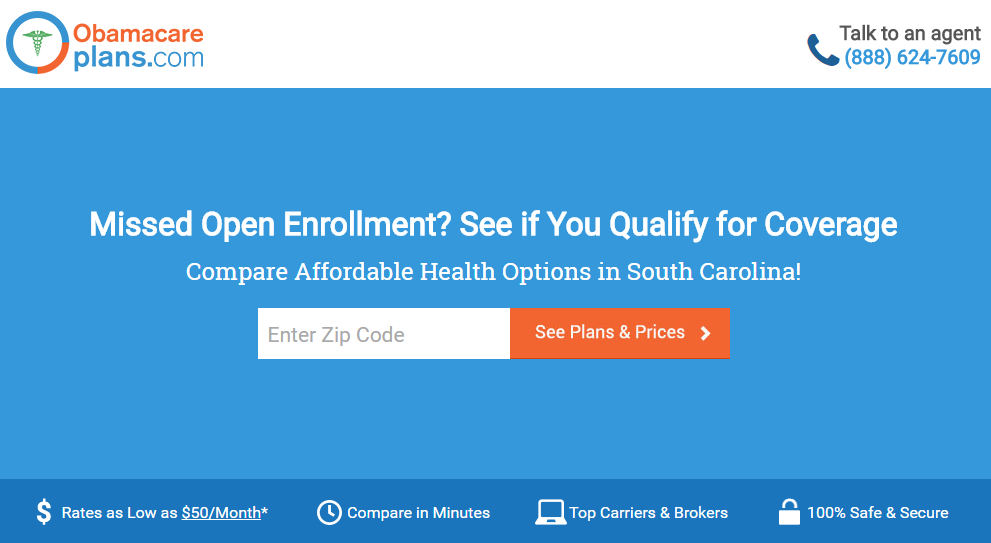 Obamacare
plans.com
Talk to an agent
(888) 624-7609
Missed Open Enrollment? See if You Qualify for Coverage
Compare Affordable Health Options in South Carolina!
Enter Zip Code
See Plans & Prices
Rates as Low as $50/Month*
Compare in Minutes
Top Carriers & Brokers
100% Safe & Secure